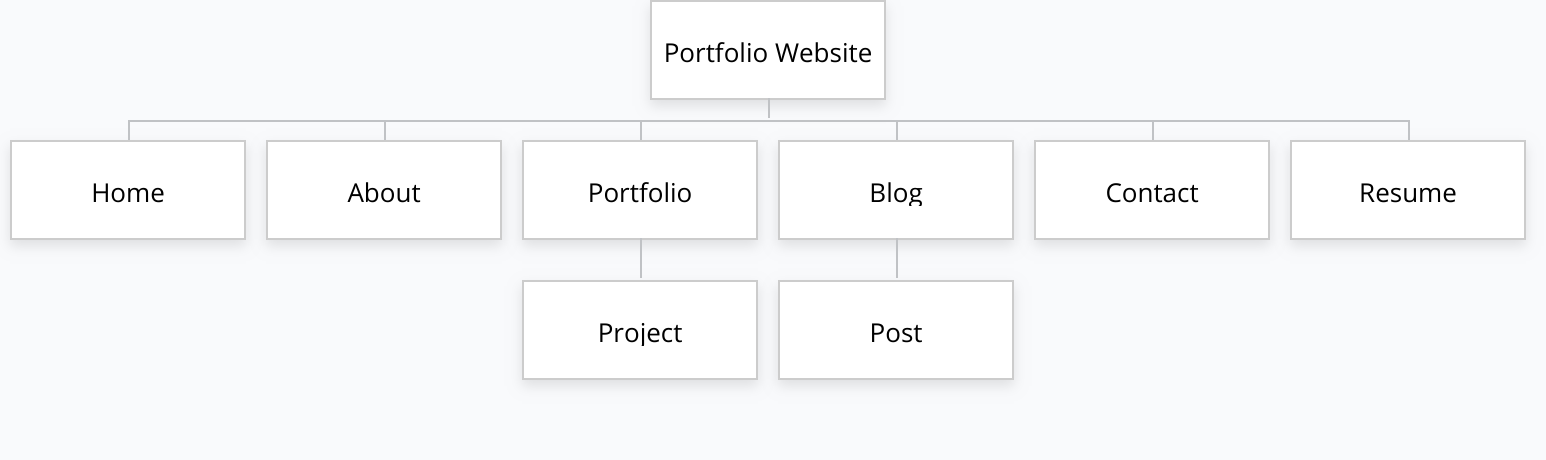 Portfolio Website
Home
About
Portfolio
Blog
Contact
Resume
Project
Post